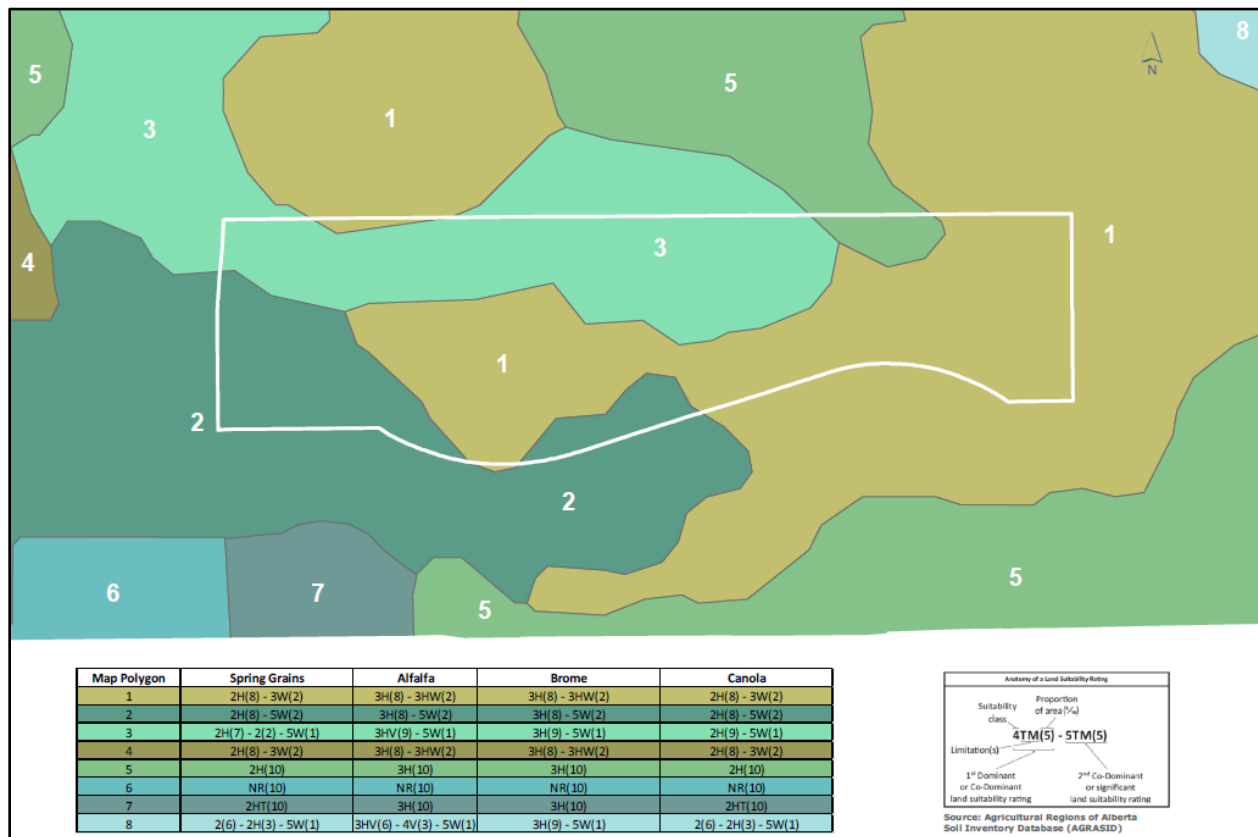 8
5
5
1
3
N
1
3
4
1
2
2
6
7
5
5
Map Polygon Spring Grains Alfalfa Brome Canola
1 2H(8) - 3W(2) 3H(8) - 3HW(2) 3H(8) - 3HW(2) 2H(8) - 3W(2)
2 2H(8) - 5W(2) 3H(8) - 5W(2) 3H(8) - 5W(2) 2H(8) - 5W(2)
3 2H(7) - 2(2) - 5W(1) 3HV(9) - 5W(1) 3H(9) - 5W(1) 2H(9) - 5W(1)
4 2H(8) - 3W(2) 3H(8) - 3HW(2) 3H(8) - 3HW(2) 2H(8) - 3W(2)
5 2H(10) 3H(10) 3H(10) 2H(10)
6 NR(10) NR(10) NR(10) NR(10)
7 2HT(10) 3H(10) 3H(10) 2HT(10)
8 2(6) - 2H(3) - 5W(1) 3HV(6) - 4V(3) - 5W(1) 3H(9) - 5W(1) 2(6) - 2H(3) - 5W(1)
Anatomy of a Land Suitability Rating
Suitability class
Proportion of area (⁰⁄₁₀)
4TM(5) - 5TM(5)
Limitation(s)
1st Dominant
or Co-Dominant
land suitability rating
2nd Co-Dominant
or significant
land suitability rating
Source: Agricultural Regions of Alberta
Soil Inventory Database (AGRASID)